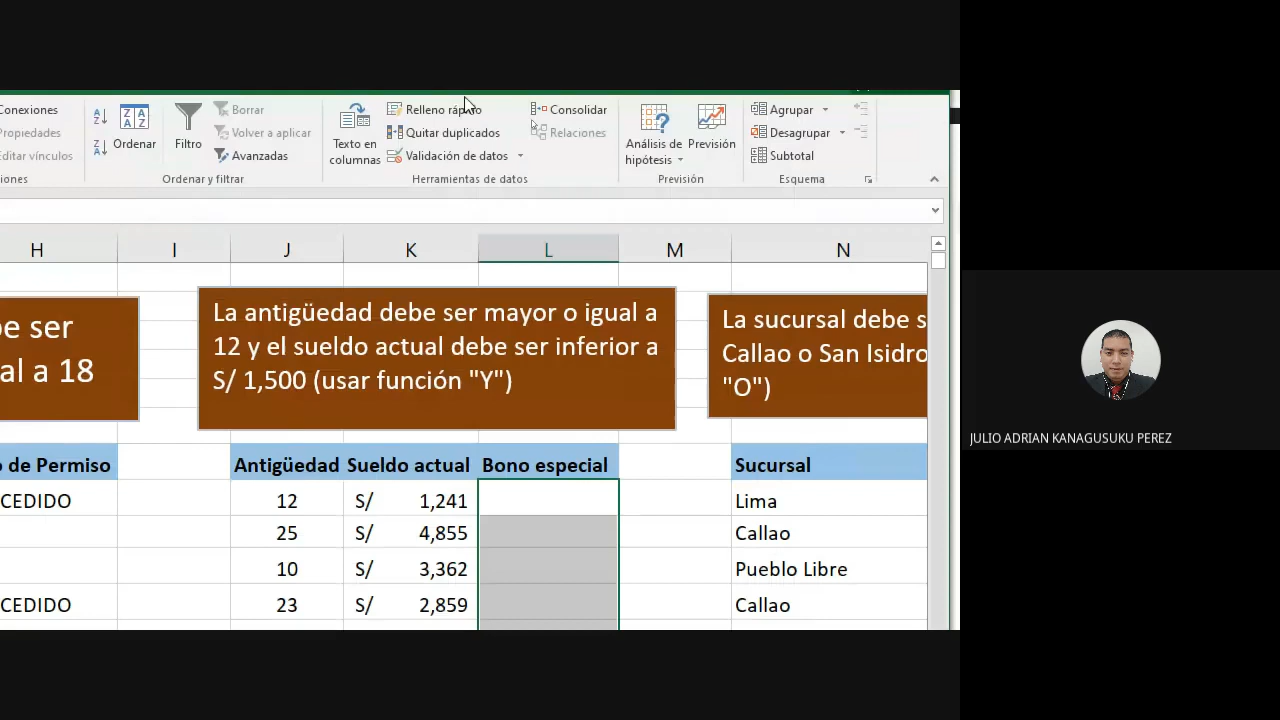 Conexiones
Propiedades
Editar vínculos
iones
Ordenar
Filtro
Borrar
Volver a aplicar
Avanzadas
Ordenar y filtrar
Texto en
columnas
Relleno rápido
Quitar duplicados
Validación de datos
Consolidar
Relaciones
Herramientas de datos
Análisis de
hipótesis
Previsión
Previsión
Agrupar
Desagrupar
Subtotal
Esquema
H I J K L M N
be ser
al a 18
La antigüedad debe ser mayor o igual a
12 y el sueldo actual debe ser inferior a
S/ 1,500 (usar función "Y")
La sucursal debe s
Callao o San Isidro
"O")
o de Permiso Antigüedad Sueldo actual Bono especial Sucursal
CEDIDO 12 S/ 1,241 Lima
25 S/ 4,855 Callao
10 S/ 3,362 Pueblo Libre
CEDIDO 23 S/ 2,859 Callao
JULIO ADRIAN KANAGUSUKU PEREZ